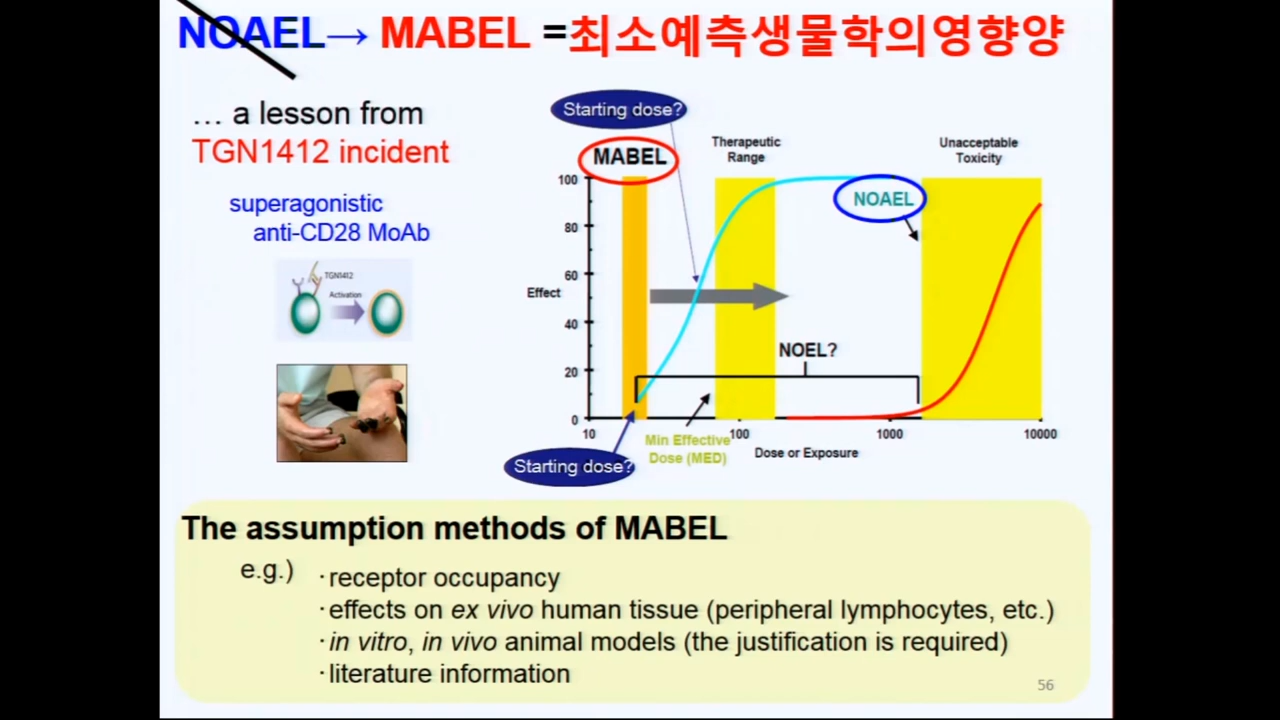 NOAEL→ MABEL =최소예측생물학의영향양
… a lesson from
TGN1412 incident
superagonistic
anti-CD28 MoAb
TGN1412
Activation
Starting dose?
MABEL
Therapeutic
Range
Unacceptable
Toxicity
NOAEL
100
80
60
Effect
40
NOEL?
20
0
10
100
1000
10000
Min Effective
Dose (MED)
Dose or Exposure
Starting dose?
The assumption methods of MABEL
e.g.)
·receptor occupancy
·effects on ex vivo human tissue (peripheral lymphocytes, etc.)
·in vitro, in vivo animal models (the justification is required)
·literature information
56